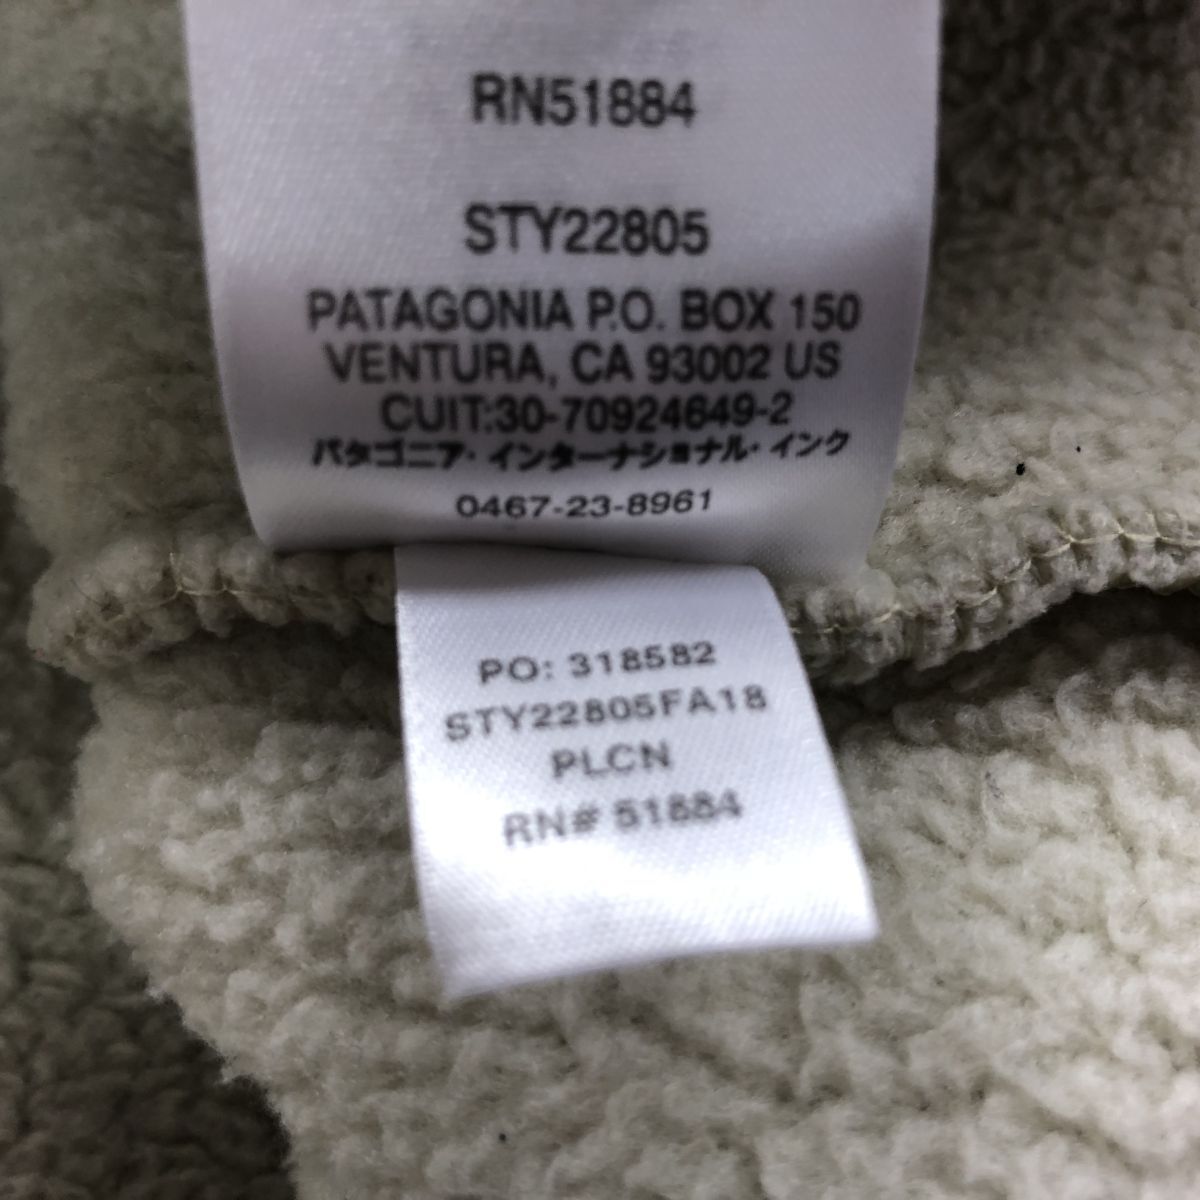 RN51884
STY22805
PATAGONIA P.O. BOX 150
VENTURA, CA 93002 US
CUIT:30-70924649-2
パタゴニア・インターナショナル・インク
0467-23-8961
PO: 318582
STY22805FA18
PLCN
RN# 51884